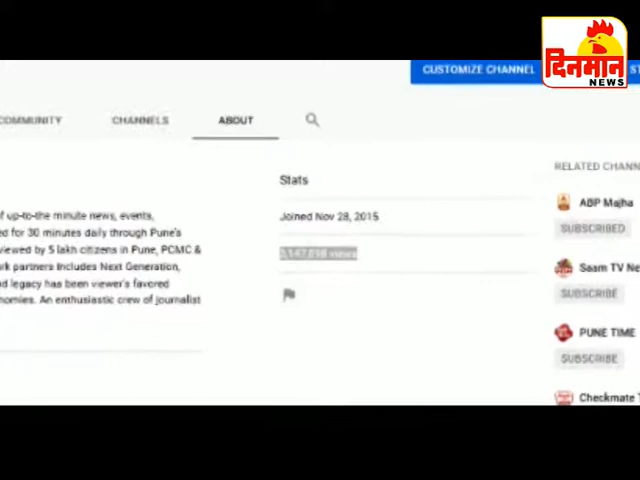 दिनमान
NEWS
CUSTOMIZE CHANNEL
COMMUNITY
CHANNELS
ABOUT
RELATED CHANN
Stats
Joined Nov 28, 2015
views
of up-to-the minute news, events,
ed for 30 minutes daily through Pune's
viewed by 5 lakh citizens in Pune, PCMC &
rk partners includes Next Generation,
nd legacy has been viewer's favored
nomies. An enthusiastic crew of journalist
ABP Majha
SUBSCRIBED
Saam TV Ne
SUBSCRIBE
PUNE TIME
SUBSCRIBE
Checkmate T